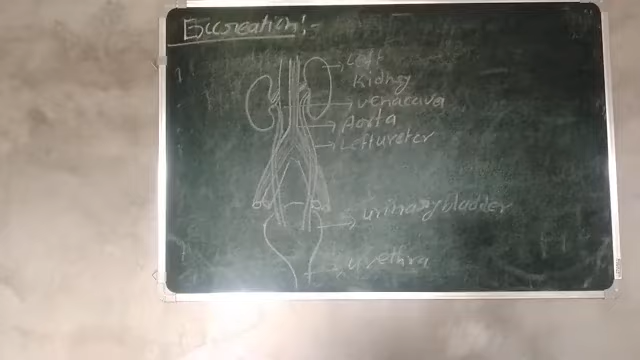 Excreation:-
Left
Kidney
venacava
Aorta
Left ureter
urinary bladder
urethra